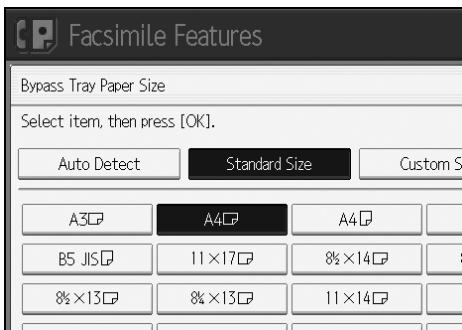 Facsimile Features
Bypass Tray Paper Size
Select item, then press [OK].
Auto Detect Standard Size Custom S
A3 A4 A4
B5 JIS 11×17 8½×14
8½×13 8¼×13 11×14